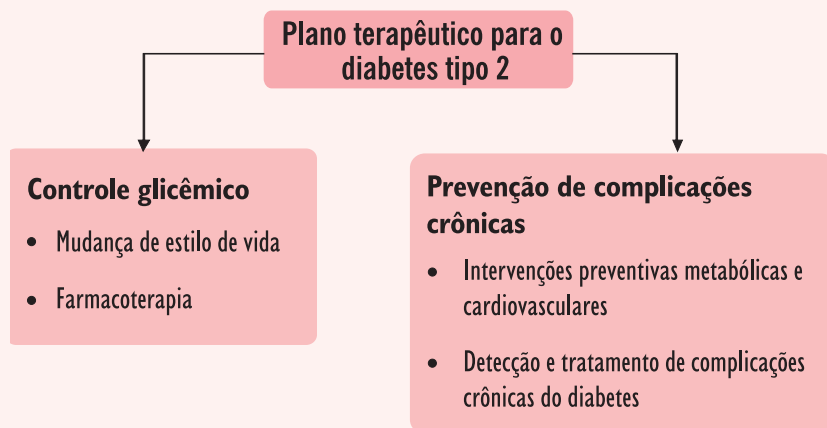 Plano terapêutico para o
diabetes tipo 2
Controle glicêmico
• Mudança de estilo de vida
• Farmacoterapia
Prevenção de complicações
crônicas
• Intervenções preventivas metabólicas e
cardiovasculares
• Detecção e tratamento de complicações
crônicas do diabetes